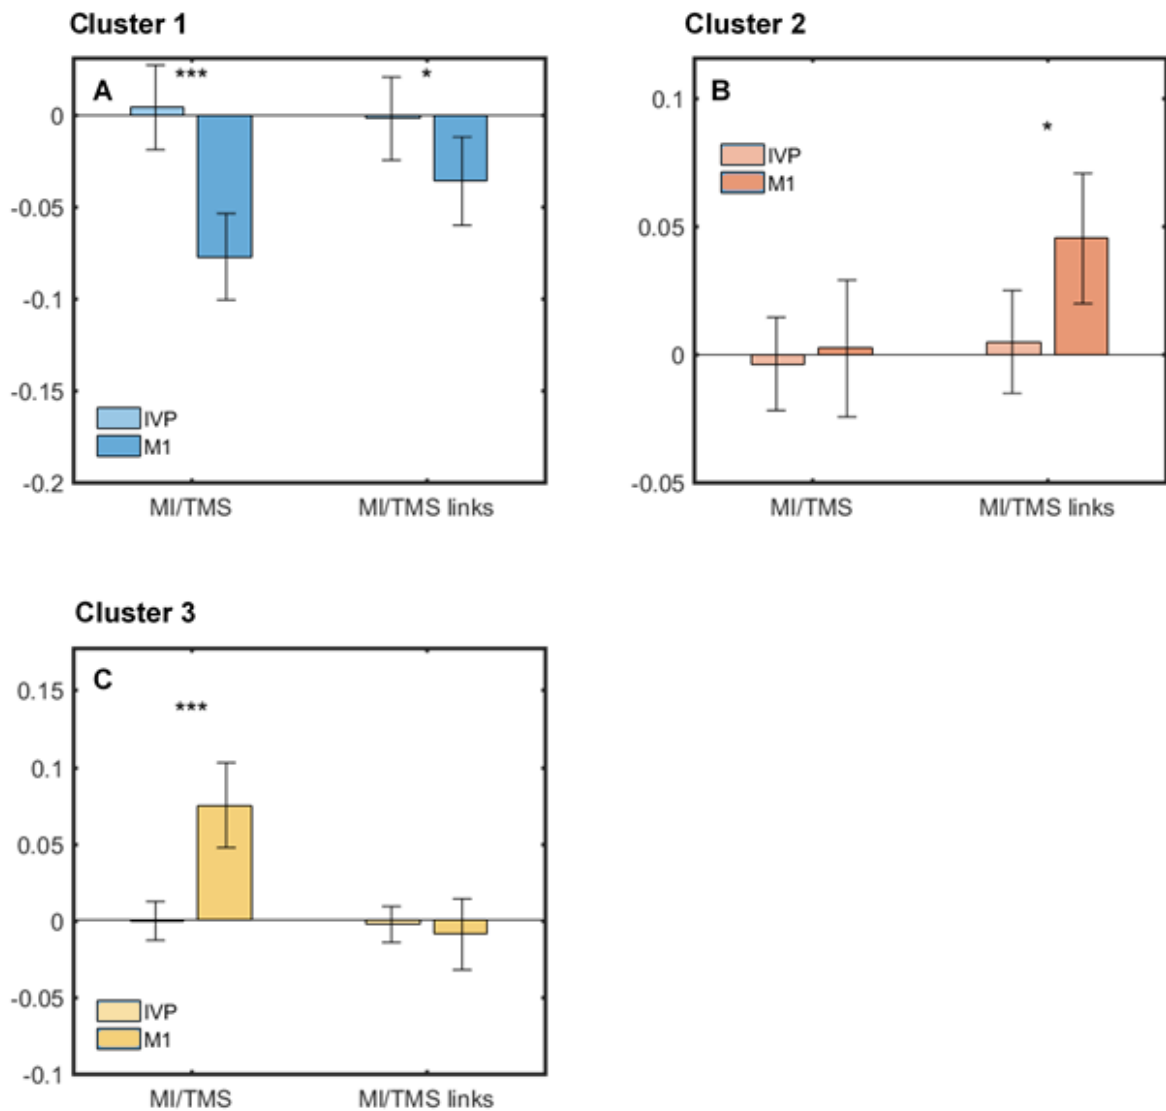 Cluster 1
A
***
*
0
-0.05
-0.1
-0.15
-0.2
IVP
M1
MI/TMS
MI/TMS links
Cluster 2
B
*
0.1
0.05
0
-0.05
IVP
M1
MI/TMS
MI/TMS links
Cluster 3
C
***
0.15
0.1
0.05
0
-0.05
-0.1
IVP
M1
MI/TMS
MI/TMS links